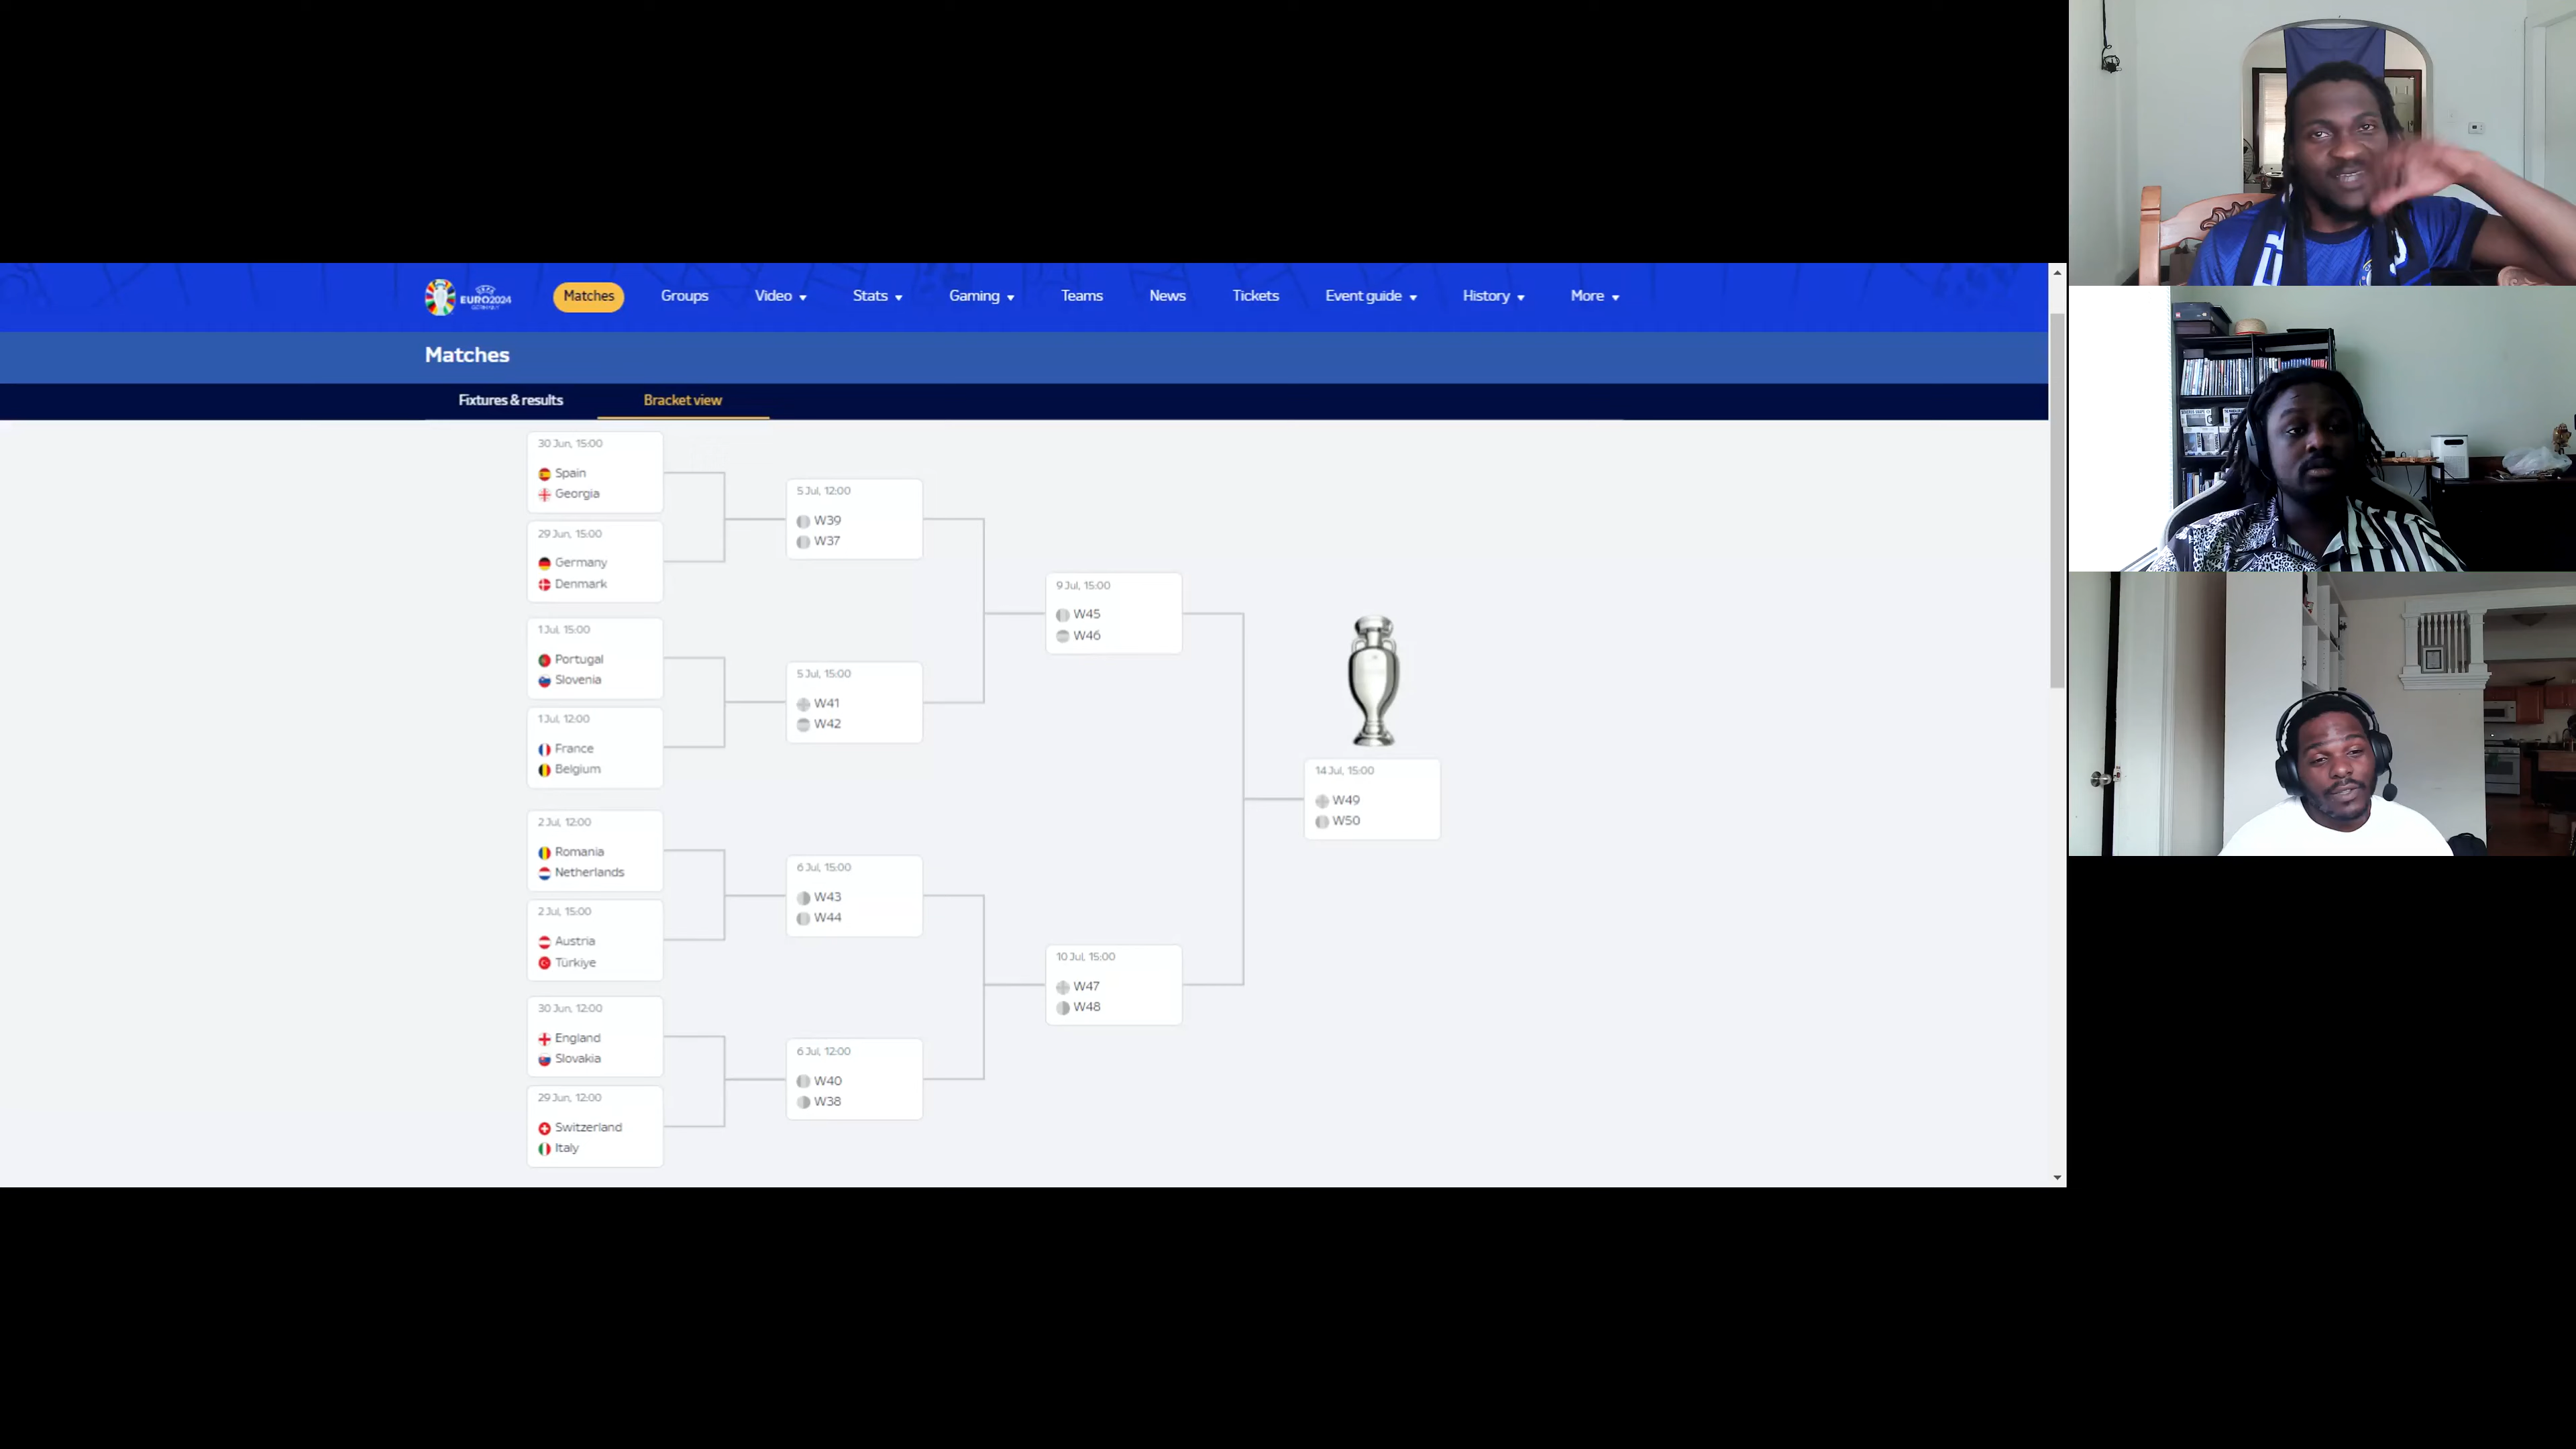 UEFA
EURO2024
GERMANY
Matches
Groups
Video
Stats
Gaming
Teams
News
Tickets
Event guide
History
More
Matches
Fixtures & results
Bracket view
30 Jun, 15:00
Spain
Georgia
29 Jun, 15:00
Germany
Denmark
1 Jul, 15:00
Portugal
Slovenia
1 Jul, 12:00
France
Belgium
2 Jul, 12:00
Romania
Netherlands
2 Jul, 15:00
Austria
Türkiye
30 Jun, 12:00
England
Slovakia
29 Jun, 12:00
Switzerland
Italy
5 Jul, 12:00
W39
W37
5 Jul, 15:00
W41
W42
6 Jul, 15:00
W43
W44
6 Jul, 12:00
W40
W38
9 Jul, 15:00
W45
W46
10 Jul, 15:00
W47
W48
14 Jul, 15:00
W49
W50